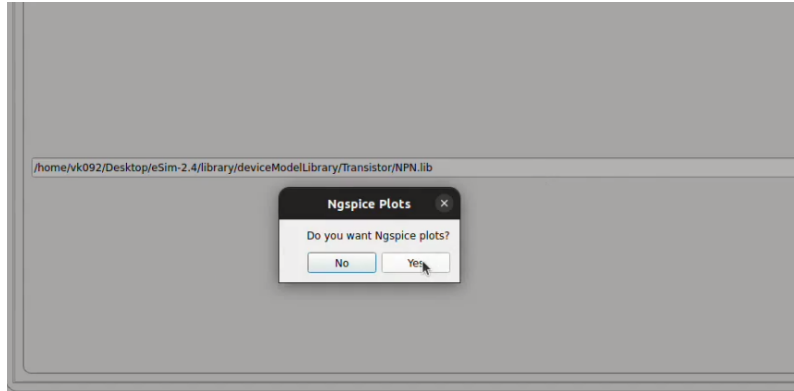 /home/vk092/Desktop/eSim-2.4/library/deviceModelLibrary/Transistor/NPN.lib
Ngspice Plots ×
Do you want Ngspice plots?
No Yes